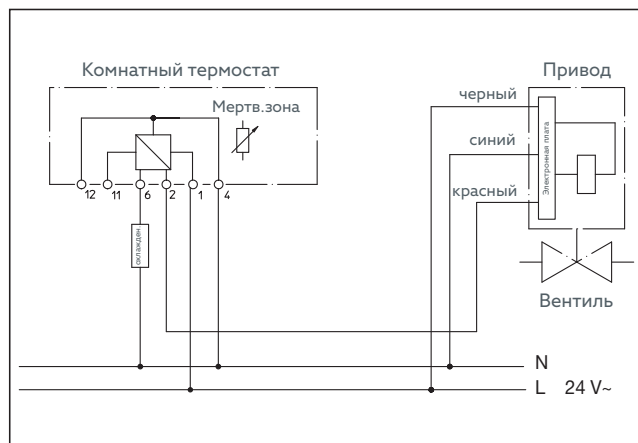 Комнатный термостат
Привод
Мертв.зона
черный
синий
красный
Электронная плата
12 11 6 2 1 4
охлажден.
Вентиль
N
L 24 V~